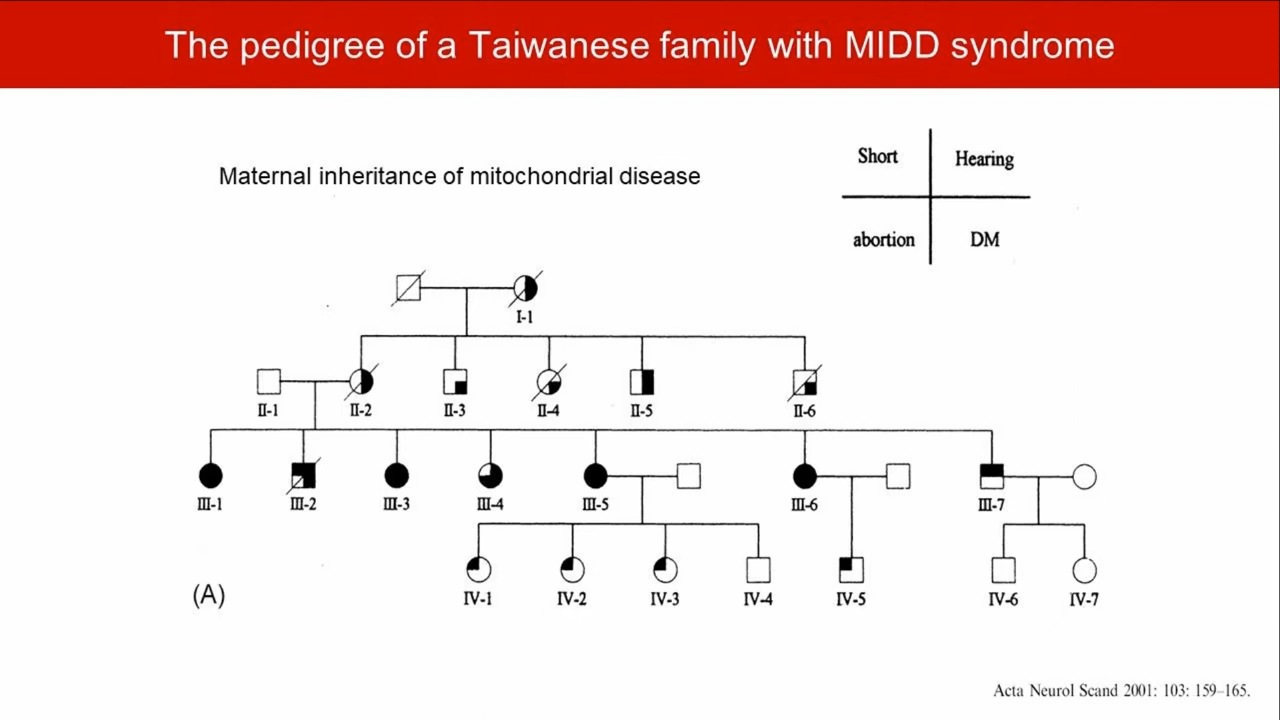 The pedigree of a Taiwanese family with MIDD syndrome
Maternal inheritance of mitochondrial disease
Short Hearing
abortion DM
I-1
II-1 II-2 II-3 II-4 II-5 II-6
III-1 III-2 III-3 III-4 III-5 III-6 III-7
IV-1 IV-2 IV-3 IV-4 IV-5 IV-6 IV-7
(A)
Acta Neurol Scand 2001: 103: 159–165.